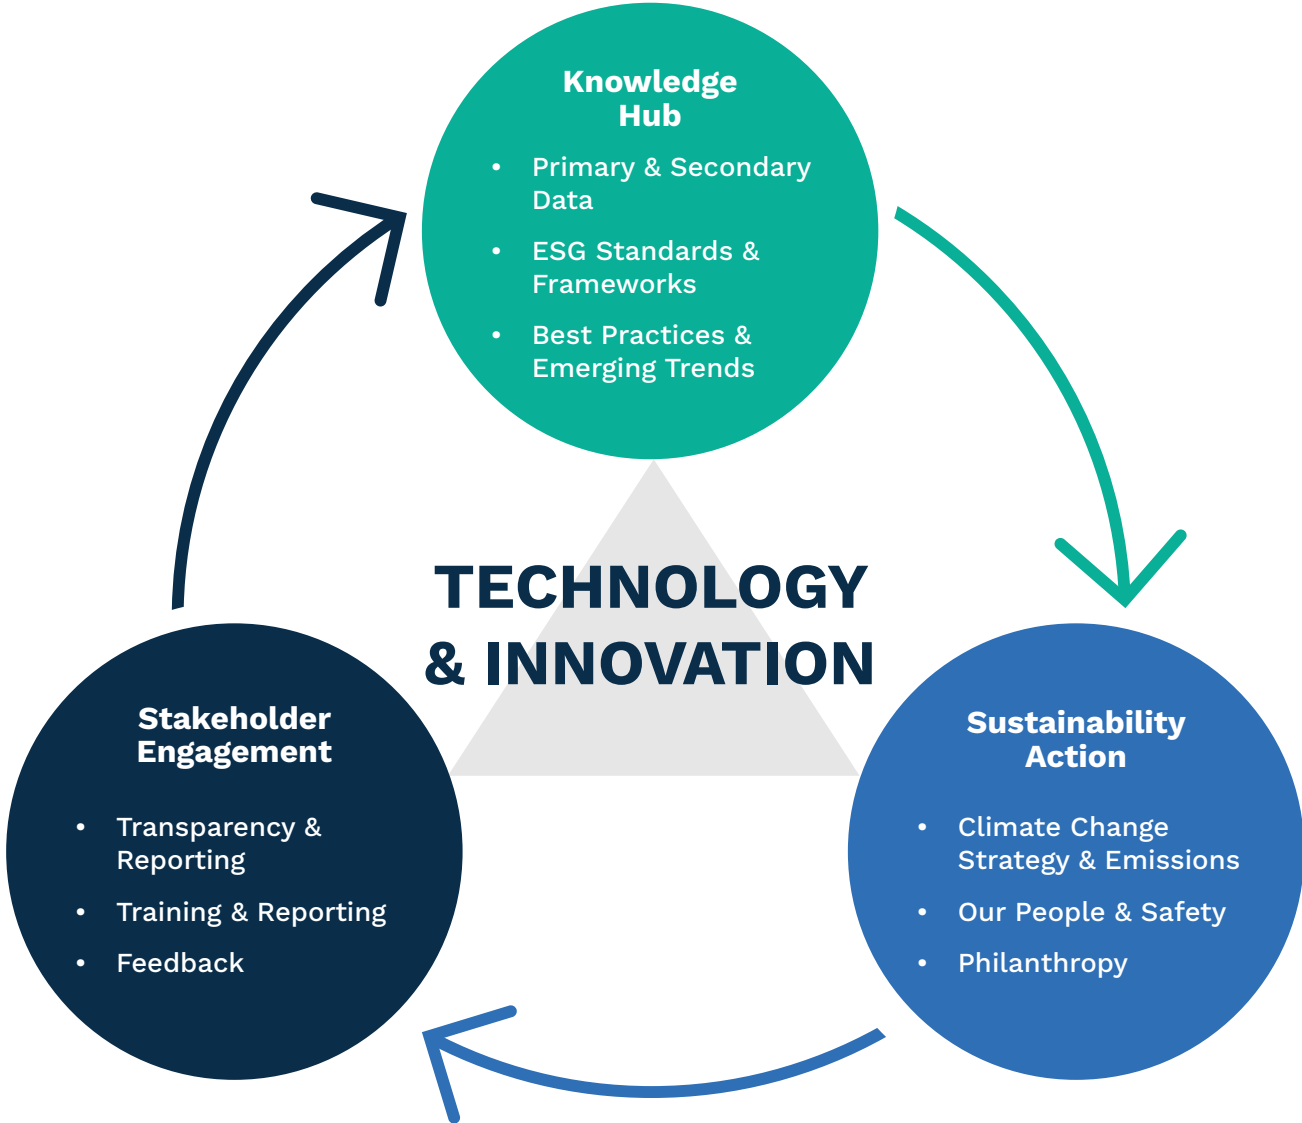 Knowledge
Hub
• Primary & Secondary
Data
• ESG Standards &
Frameworks
• Best Practices &
Emerging Trends
TECHNOLOGY
& INNOVATION
Stakeholder
Engagement
• Transparency &
Reporting
• Training & Reporting
• Feedback
Sustainability
Action
• Climate Change
Strategy & Emissions
• Our People & Safety
• Philanthropy